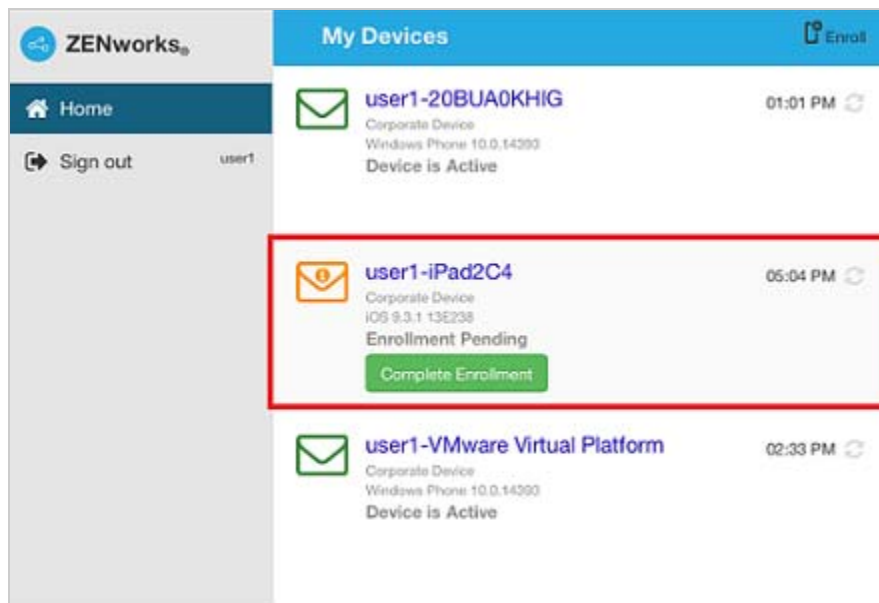 ZENworks®
My Devices
Enroll
Home
Sign out
user1
user1-20BUA0KHIG
01:01 PM
Corporate Device
Windows Phone 10.0.14393
Device is Active
user1-iPad2C4
05:04 PM
Corporate Device
iOS 9.3.1 13E238
Enrollment Pending
Complete Enrollment
user1-VMware Virtual Platform
02:33 PM
Corporate Device
Windows Phone 10.0.14393
Device is Active